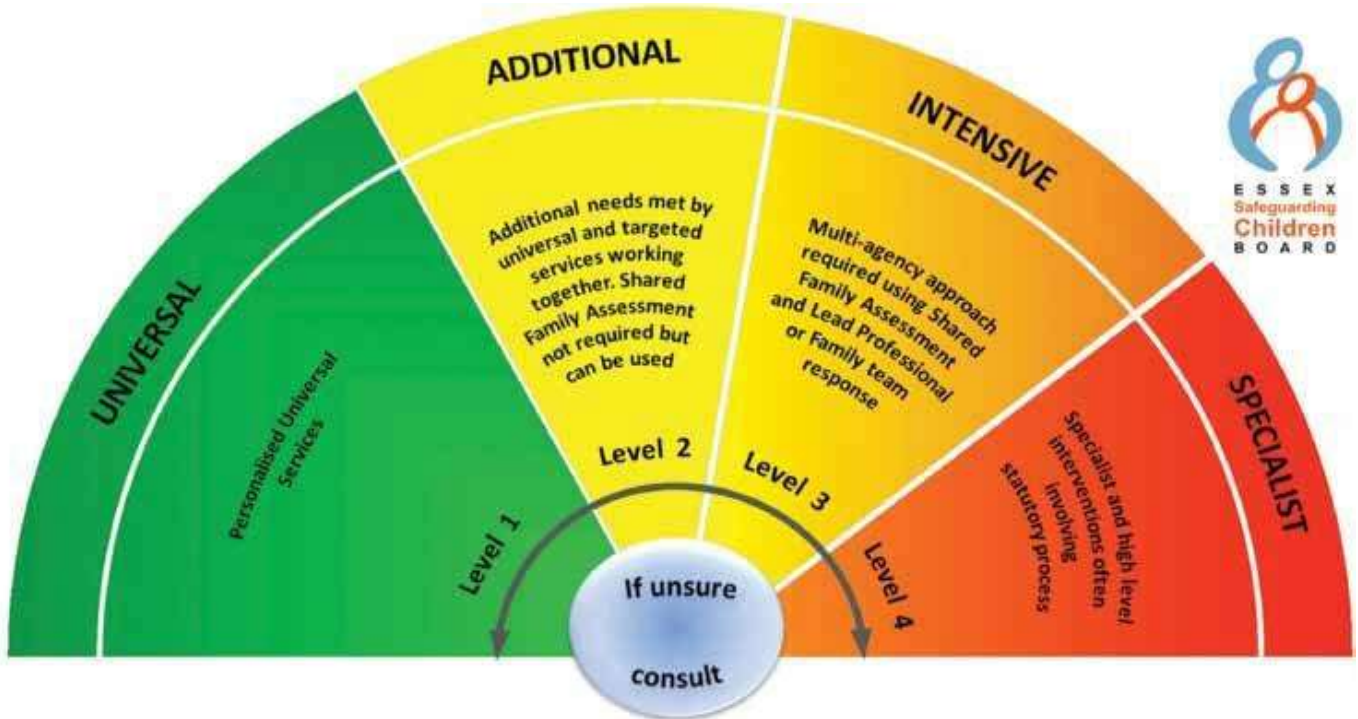 UNIVERSAL
Personalised Universal
Services
Level 1
ADDITIONAL
Additional needs met by
universal and targeted
services working
together. Shared
Family Assessment
not required but
can be used
Level 2
INTENSIVE
Multi-agency approach
required using Shared
Family Assessment
and Lead Professional
or Family team
response
Level 3
SPECIALIST
Specialist and high level
interventions often
involving
statutory process
Level 4
If unsure
consult
ESSEX
Safeguarding
Children
BOARD